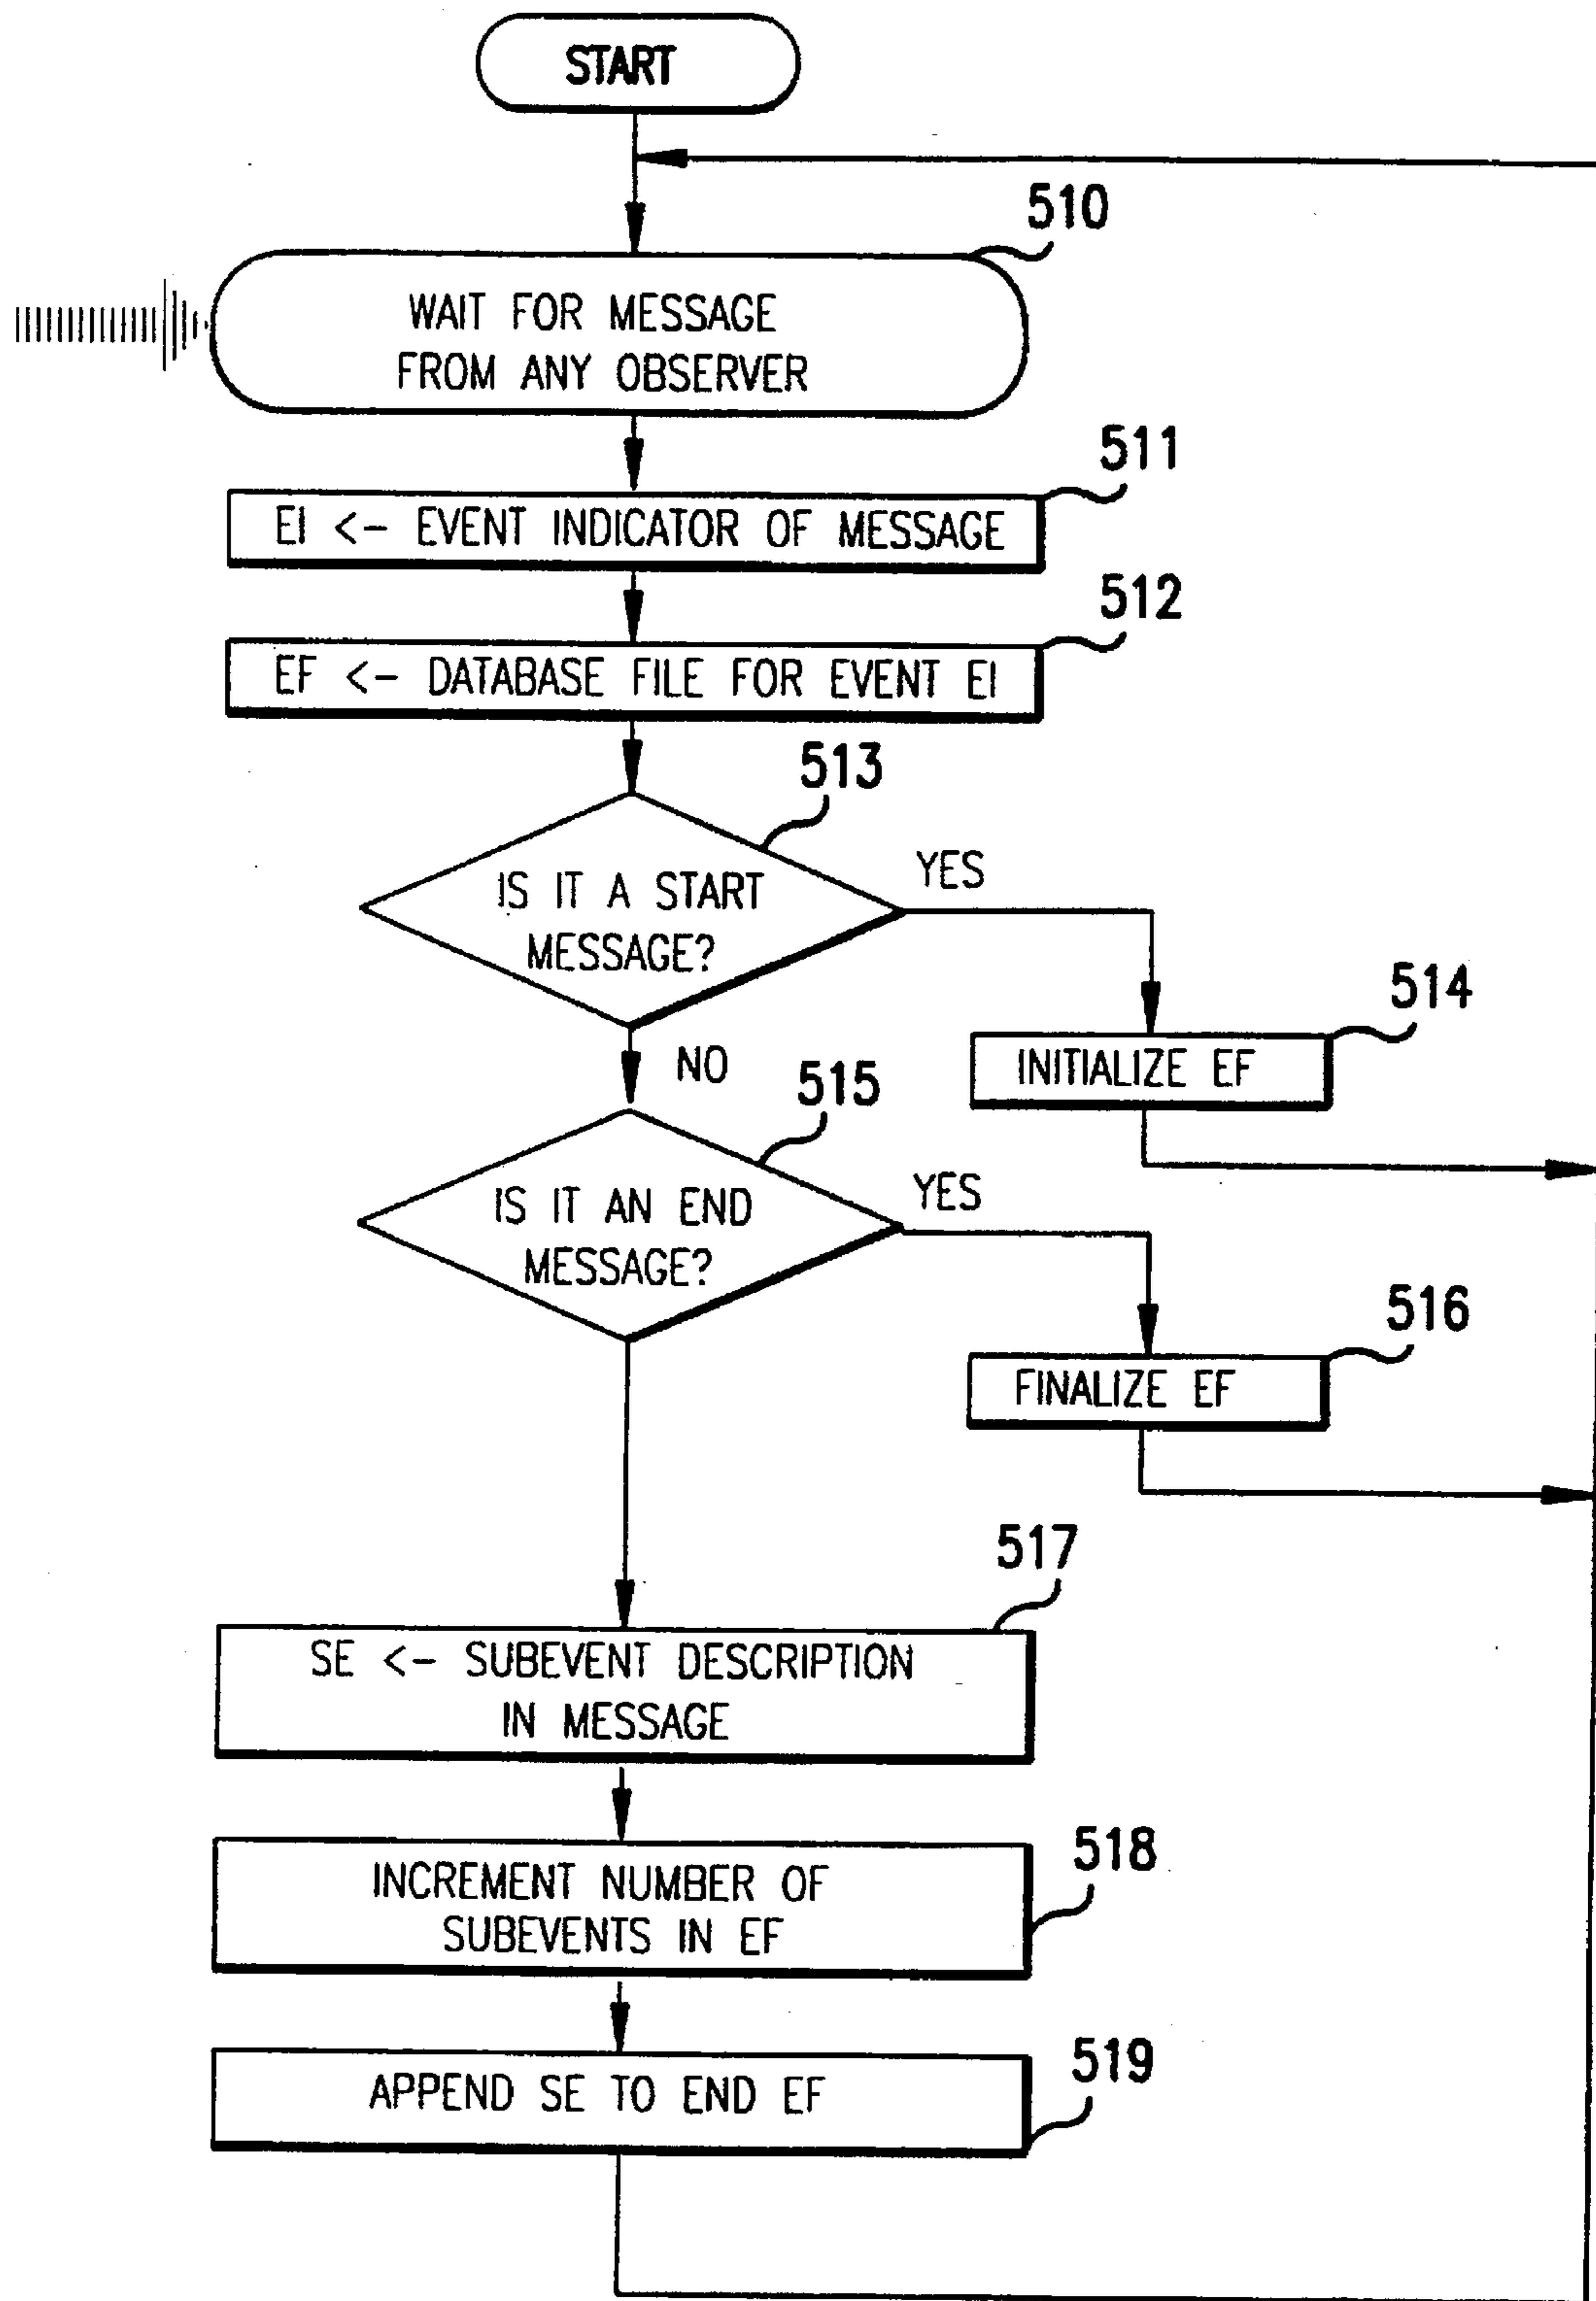 START
510
WAIT FOR MESSAGE
FROM ANY OBSERVER
511
EI <- EVENT INDICATOR OF MESSAGE
512
EF <- DATABASE FILE FOR EVENT EI
513
IS IT A START
MESSAGE?
YES
514
INITIALIZE EF
NO
515
IS IT AN END
MESSAGE?
YES
516
FINALIZE EF
517
SE <- SUBEVENT DESCRIPTION
IN MESSAGE
518
INCREMENT NUMBER OF
SUBEVENTS IN EF
519
APPEND SE TO END EF